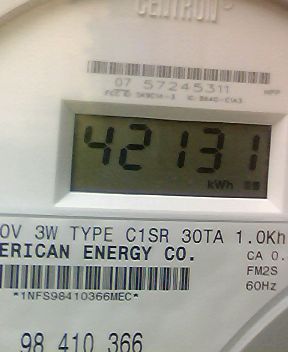 CENTRON®
07 57245311
42131
kWh
0V 3W TYPE C1SR 30TA 1.0Kh
ERICAN ENERGY CO.
CA 0.
FM2S
*1NFS98410366MEC*
60Hz
98 410 366